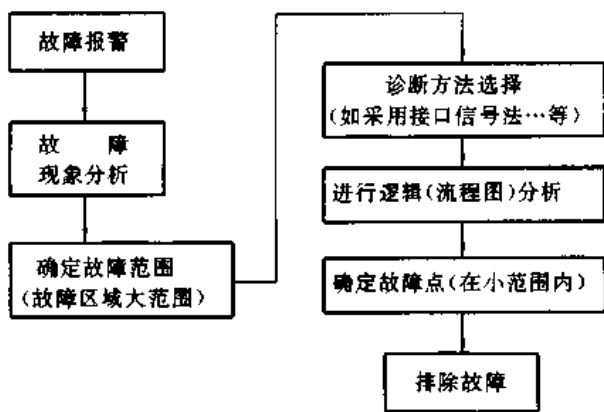 故障报警
故 障
现象分析
确定故障范围
(故障区域大范围)
诊断方法选择
(如采用接口信号法…等)
进行逻辑(流程图)分析
确定故障点(在小范围内)
排除故障